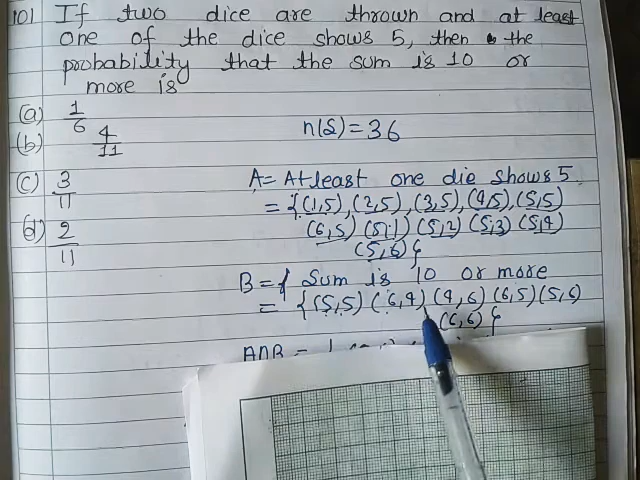 101 If two dice are thrown and at least
one of the dice shows 5, then the
probability that the sum is 10 or
more is
(a) 1/6
(b) 4/11
n(S) = 36
(c) 3/11
A = At least one die shows 5
= {(1,5), (2,5), (3,5), (4,5), (5,5)
(d) 2/11
(6,5) (5,1) (5,2) (5,3) (5,4)
(5,6)}
B = { Sum is 10 or more
= {(5,5) (6,4) (4,6) (6,5) (5,6)
(6,6)}
A∩B =